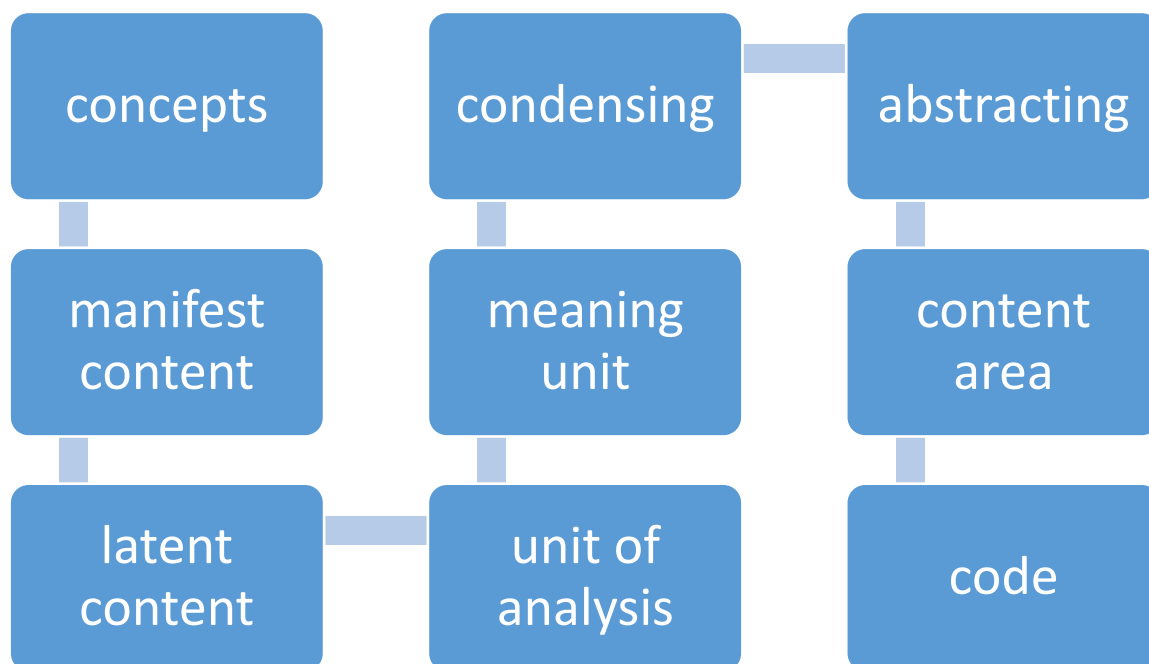 concepts
manifest
content
latent
content
unit of
analysis
meaning
unit
condensing
abstracting
content
area
code